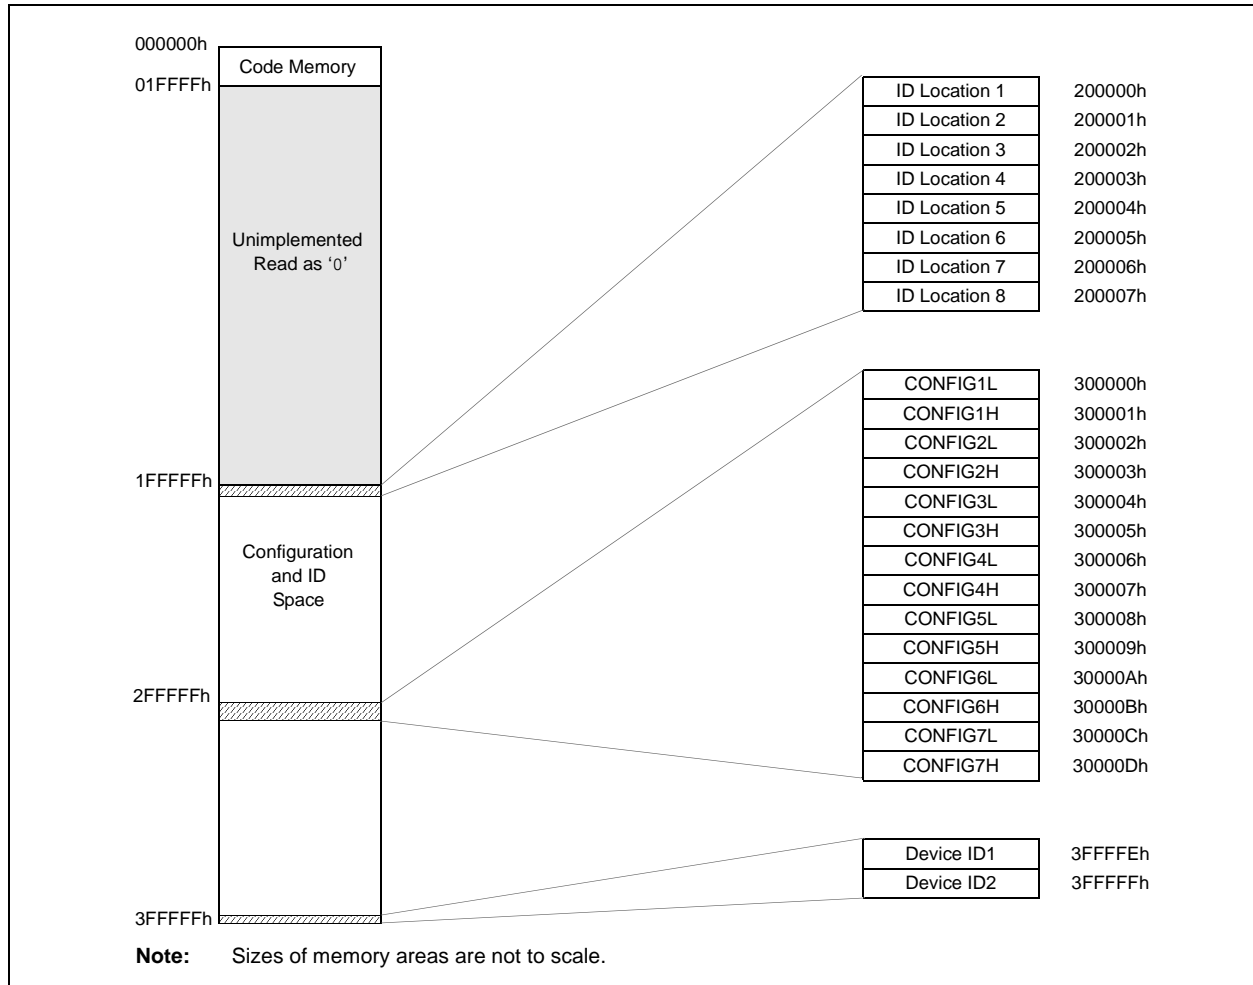 000000h
Code Memory
01FFFFh
Unimplemented
Read as ‘0’
1FFFFFh
Configuration
and ID
Space
2FFFFFh
3FFFFFh
ID Location 1 200000h
ID Location 2 200001h
ID Location 3 200002h
ID Location 4 200003h
ID Location 5 200004h
ID Location 6 200005h
ID Location 7 200006h
ID Location 8 200007h
CONFIG1L 300000h
CONFIG1H 300001h
CONFIG2L 300002h
CONFIG2H 300003h
CONFIG3L 300004h
CONFIG3H 300005h
CONFIG4L 300006h
CONFIG4H 300007h
CONFIG5L 300008h
CONFIG5H 300009h
CONFIG6L 30000Ah
CONFIG6H 30000Bh
CONFIG7L 30000Ch
CONFIG7H 30000Dh
Device ID1 3FFFFEh
Device ID2 3FFFFFh
Note: Sizes of memory areas are not to scale.